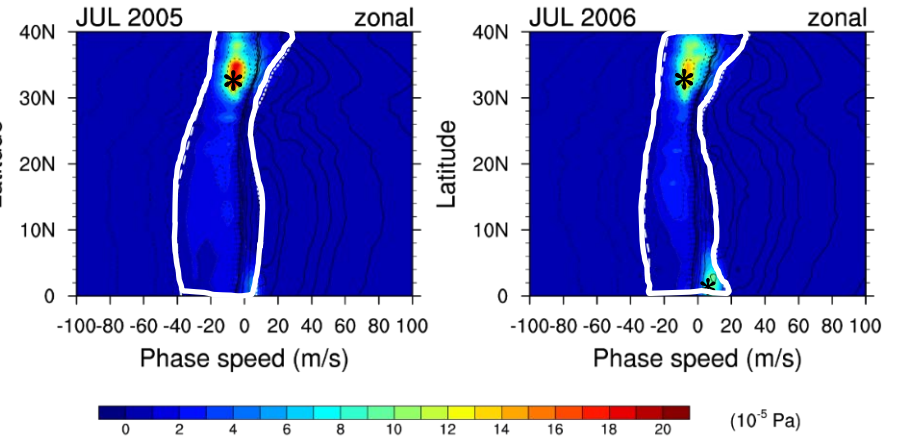 JUL 2005 zonal
JUL 2006 zonal
40N
30N
20N
10N
0
-100 -80 -60 -40 -20 0 20 40 60 80 100
Phase speed (m/s)
Latitude
40N
30N
20N
10N
0
-100 -80 -60 -40 -20 0 20 40 60 80 100
Phase speed (m/s)
0 2 4 6 8 10 12 14 16 18 20
(10⁻⁵ Pa)